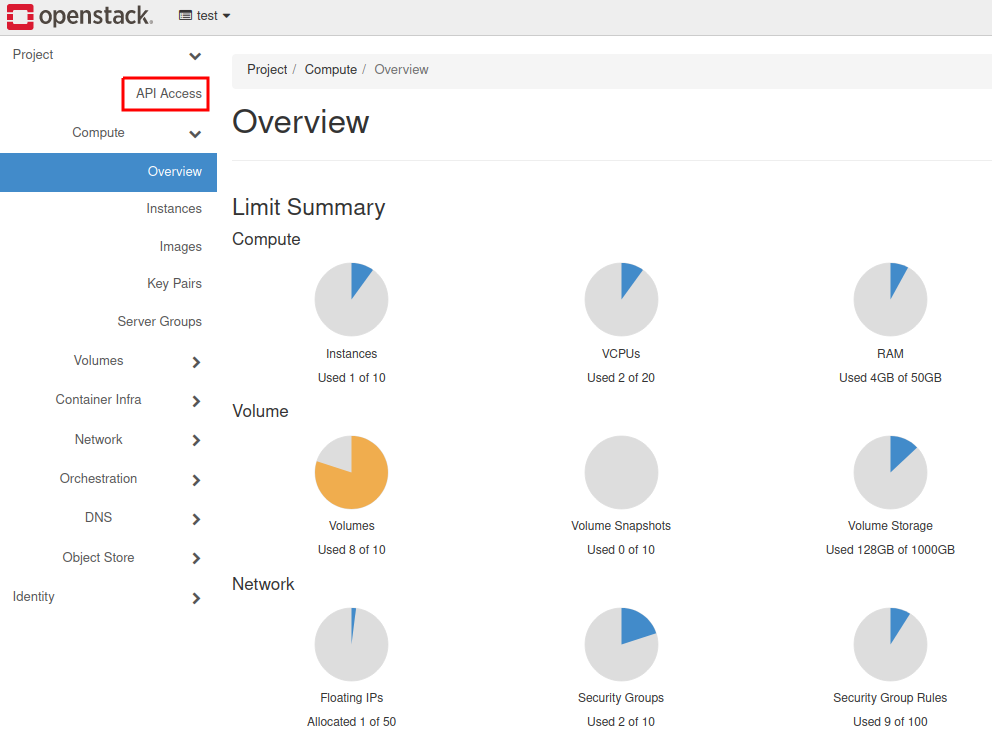 openstack. test
Project
API Access
Compute
Overview
Instances
Images
Key Pairs
Server Groups
Volumes
Container Infra
Network
Orchestration
DNS
Object Store
Identity
Project / Compute / Overview
Overview
Limit Summary
Compute
Instances
Used 1 of 10
VCPUs
Used 2 of 20
RAM
Used 4GB of 50GB
Volume
Volumes
Used 8 of 10
Volume Snapshots
Used 0 of 10
Volume Storage
Used 128GB of 1000GB
Network
Floating IPs
Allocated 1 of 50
Security Groups
Used 2 of 10
Security Group Rules
Used 9 of 100